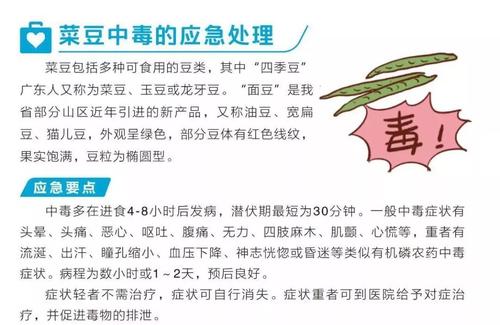 菜豆中毒的应急处理
菜豆包括多种可食用的豆类，其中“四季豆”
广东人又称为菜豆、玉豆或龙牙豆。“面豆”是我
省部分山区近年引进的新产品，又称油豆、宽扁
豆、猫儿豆，外观呈绿色，部分豆体有红色线纹，
果实饱满，豆粒为椭圆型。
毒！
应急要点
中毒多在进食4-8小时后发病，潜伏期最短为30分钟。一般中毒症状有
头晕、头痛、恶心、呕吐、腹痛、无力、四肢麻木、肌颤、心慌等，重者有
流涎、出汗、瞳孔缩小、血压下降、神志恍惚或昏迷等类似有机磷农药中毒
症状。病程为数小时或1～2天，预后良好。
症状轻者不需治疗，症状可自行消失。症状重者可到医院给予对症治
疗，并促进毒物的排泄。